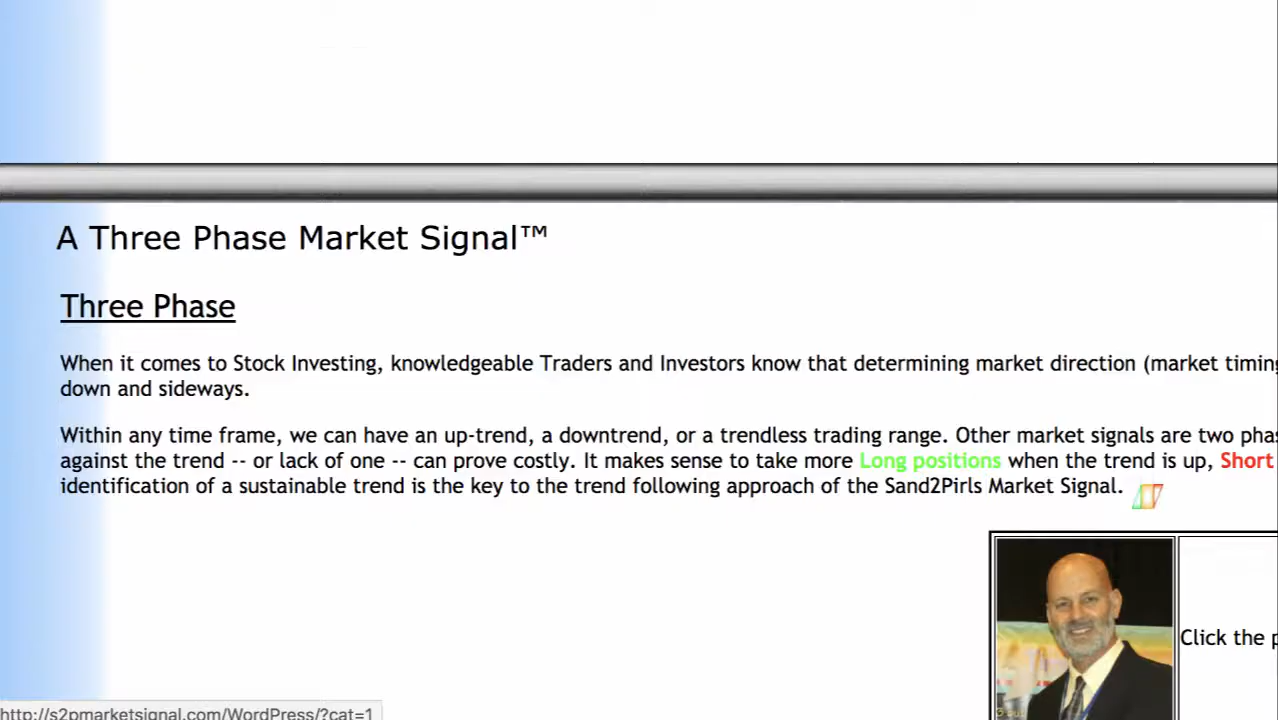 A Three Phase Market Signal™
Three Phase
When it comes to Stock Investing, knowledgeable Traders and Investors know that determining market direction (market timing
down and sideways.
Within any time frame, we can have an up-trend, a downtrend, or a trendless trading range. Other market signals are two
against the trend -- or lack of one -- can prove costly. It makes sense to take more Long positions when the trend is up, Short
identification of a sustainable trend is the key to the trend following approach of the Sand2Pirls Market Signal.
Click the
http://s2pmarketsignal.com/WordPress/?cat=1